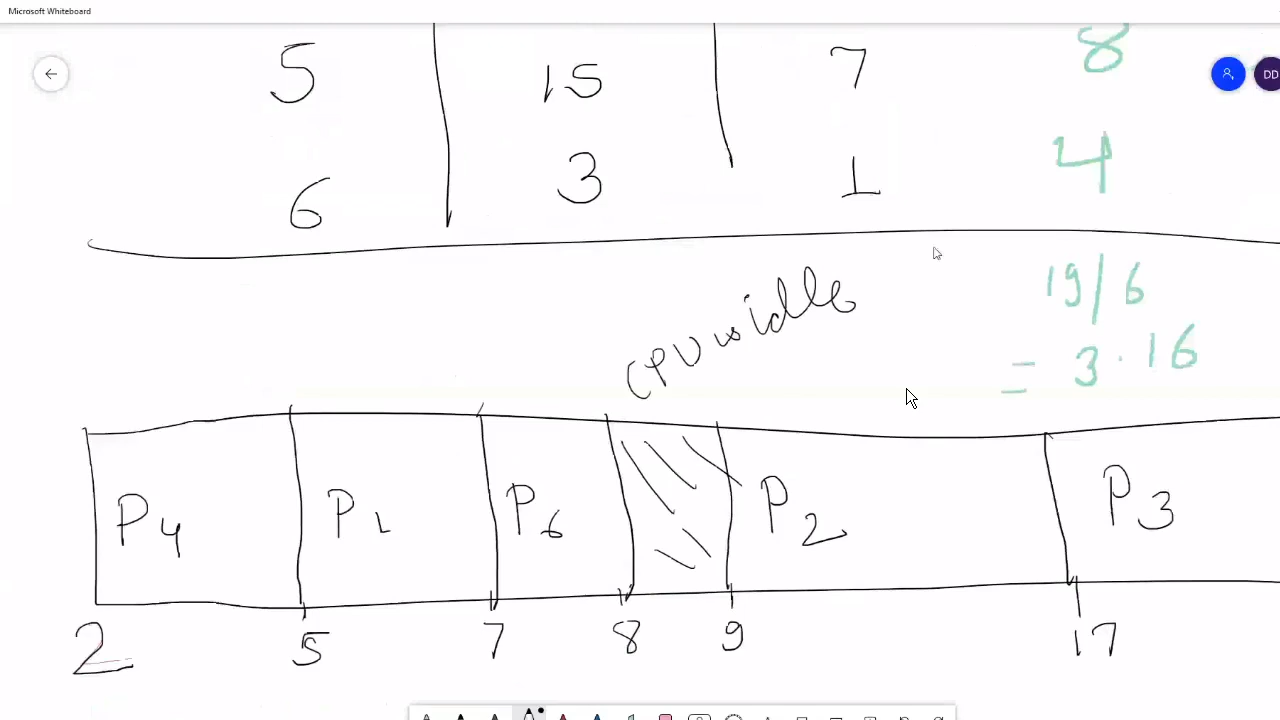 Microsoft Whiteboard
5 15 7 8
6 3 1 4
19/6
= 3.16
CPU is idle
P4 P1 P6 P2 P3
2 5 7 8 9 17
DD